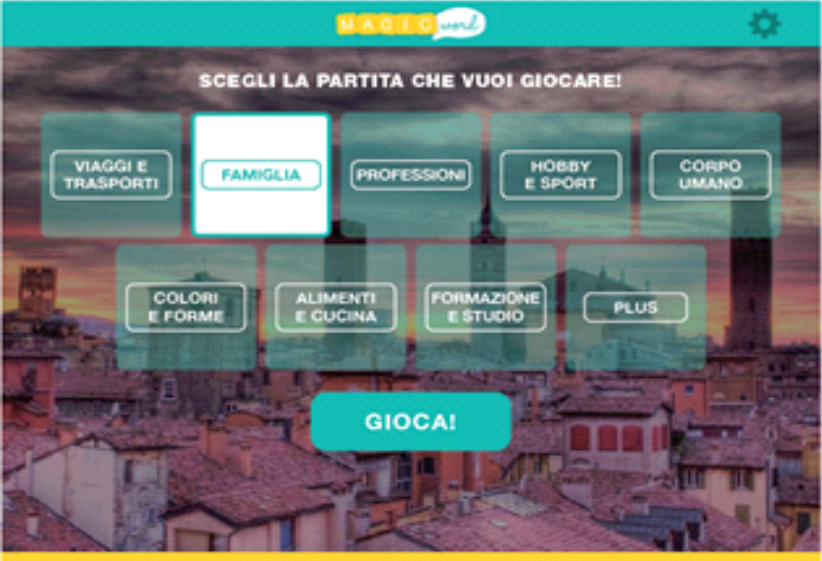 MAGIC word
SCEGLI LA PARTITA CHE VUOI GIOCARE!
VIAGGI E
TRASPORTI
FAMIGLIA
PROFESSIONI
HOBBY
E SPORT
CORPO
UMANO
COLORI
E FORME
ALIMENTI
E CUCINA
FORMAZIONE
E STUDIO
PLUS
GIOCA!